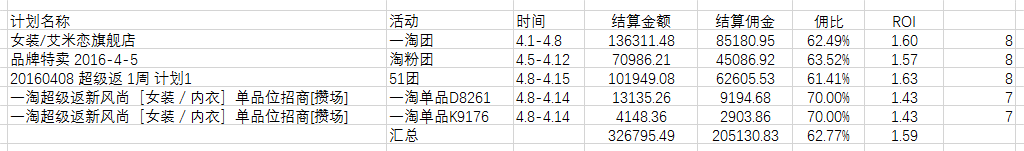 计划名称 活动 时间 结算金额 结算佣金 佣比 ROI
女装/艾米恋旗舰店 一淘团 4.1-4.8 136311.48 85180.95 62.49% 1.60 8
品牌特卖 2016-4-5 淘粉团 4.5-4.12 70986.21 45086.92 63.52% 1.57 8
20160408 超级返 1周 计划1 51团 4.8-4.15 101949.08 62605.53 61.41% 1.63 8
一淘超级返新风尚［女装／内衣］单品位招商[攒场] 一淘单品D8261 4.8-4.14 13135.26 9194.68 70.00% 1.43 7
一淘超级返新风尚［女装／内衣］单品位招商[攒场] 一淘单品K9176 4.8-4.14 4148.36 2903.86 70.00% 1.43 7
汇总 326795.49 205130.83 62.77% 1.59